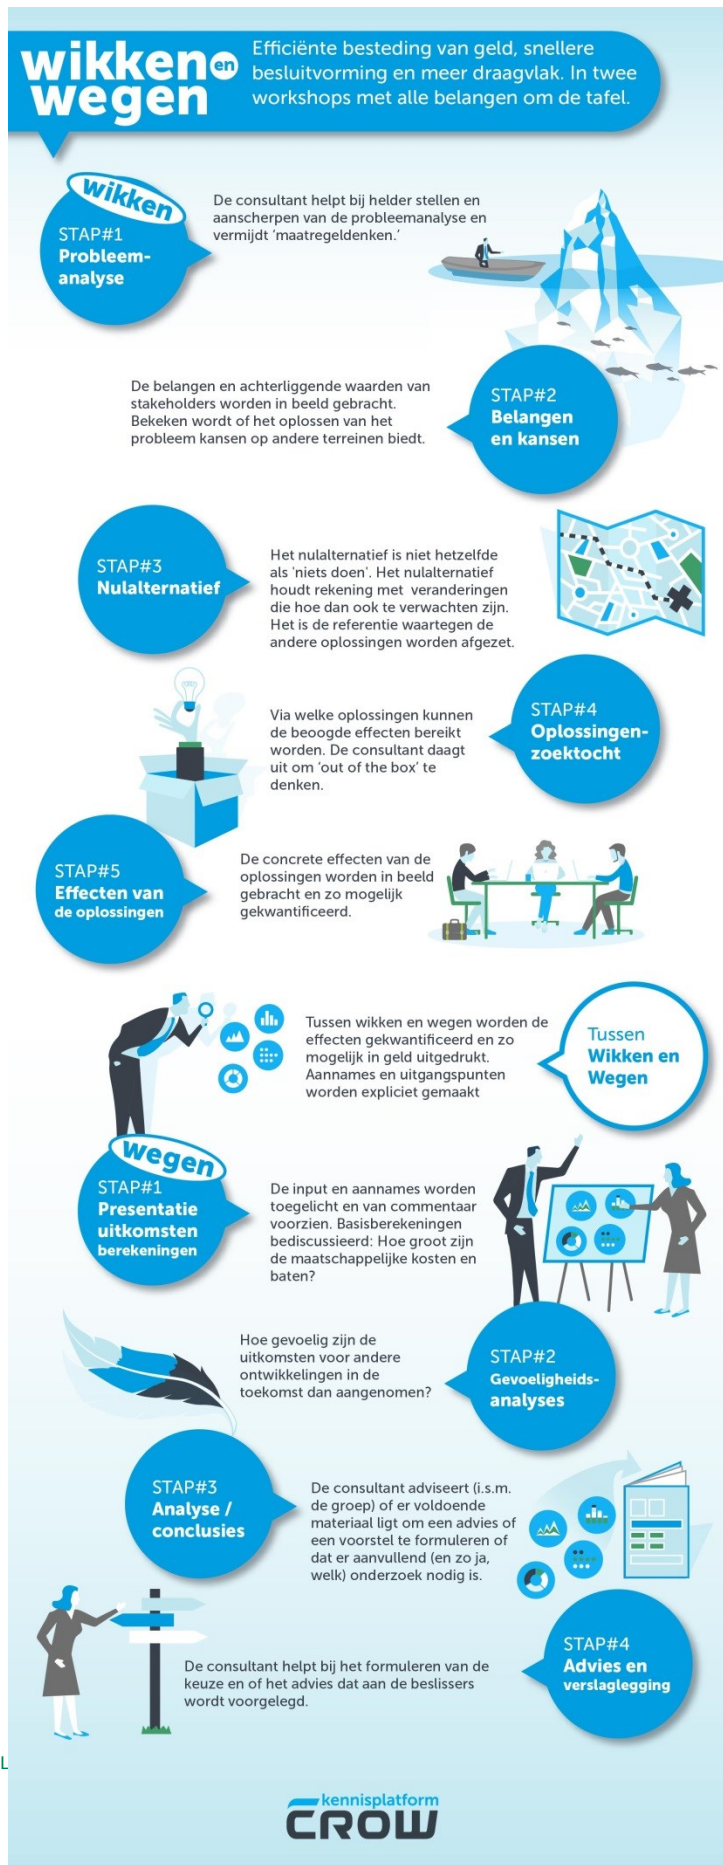 wikken en
wegen
Efficiënte besteding van geld, snellere
besluitvorming en meer draagvlak. In twee
workshops met alle belangen om de tafel.
wikken
STAP#1
Probleem-
analyse
De consultant helpt bij helder stellen en
aanscherpen van de probleemanalyse en
vermijdt ‘maatregeldenken.’
De belangen en achterliggende waarden van
stakeholders worden in beeld gebracht.
Bekeken wordt of het oplossen van het
probleem kansen op andere terreinen biedt.
STAP#2
Belangen
en kansen
STAP#3
Nulalternatief
Het nulalternatief is niet hetzelfde
als 'niets doen'. Het nulalternatief
houdt rekening met veranderingen
die hoe dan ook te verwachten zijn.
Het is de referentie waartegen de
andere oplossingen worden afgezet.
Via welke oplossingen kunnen
de beoogde effecten bereikt
worden. De consultant daagt
uit om ‘out of the box’ te
denken.
STAP#4
Oplossingen-
zoektocht
STAP#5
Effecten van
de oplossingen
De concrete effecten van de
oplossingen worden in beeld
gebracht en zo mogelijk
gekwantificeerd.
Tussen wikken en wegen worden de
effecten gekwantificeerd en zo
mogelijk in geld uitgedrukt.
Aannames en uitgangspunten
worden expliciet gemaakt
Tussen
Wikken en
Wegen
wegen
STAP#1
Presentatie
uitkomsten
berekeningen
De input en aannames worden
toegelicht en van commentaar
voorzien. Basisberekeningen
bediscussieerd: Hoe groot zijn
de maatschappelijke kosten en
baten?
Hoe gevoelig zijn de
uitkomsten voor andere
ontwikkelingen in de
toekomst dan aangenomen?
STAP#2
Gevoeligheids-
analyses
STAP#3
Analyse /
conclusies
De consultant adviseert (i.s.m.
de groep) of er voldoende
materiaal ligt om een advies of
een voorstel te formuleren of
dat er aanvullend (en zo ja,
welk) onderzoek nodig is.
De consultant helpt bij het formuleren van de
keuze en of het advies dat aan de beslissers
wordt voorgelegd.
STAP#4
Advies en
verslaglegging
L
kennisplatform
CROW